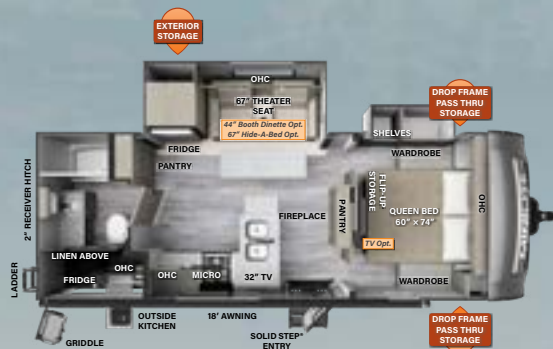 EXTERIOR
STORAGE
OHC
67" THEATER
SEAT
44" Booth Dinette Opt.
67" Hide-A-Bed Opt.
DROP FRAME
PASS THRU
STORAGE
SHELVES
FRIDGE
WARDROBE
PANTRY
2" RECEIVER HITCH
FLIP-UP
STORAGE
OHC
PANTRY
FIREPLACE
QUEEN BED
60" x 74"
TV Opt.
LINEN ABOVE
OHC
OHC
MICRO
32" TV
FRIDGE
WARDROBE
LADDER
GRIDDLE
OUTSIDE
KITCHEN
18' AWNING
SOLID STEP®
ENTRY
DROP FRAME
PASS THRU
STORAGE